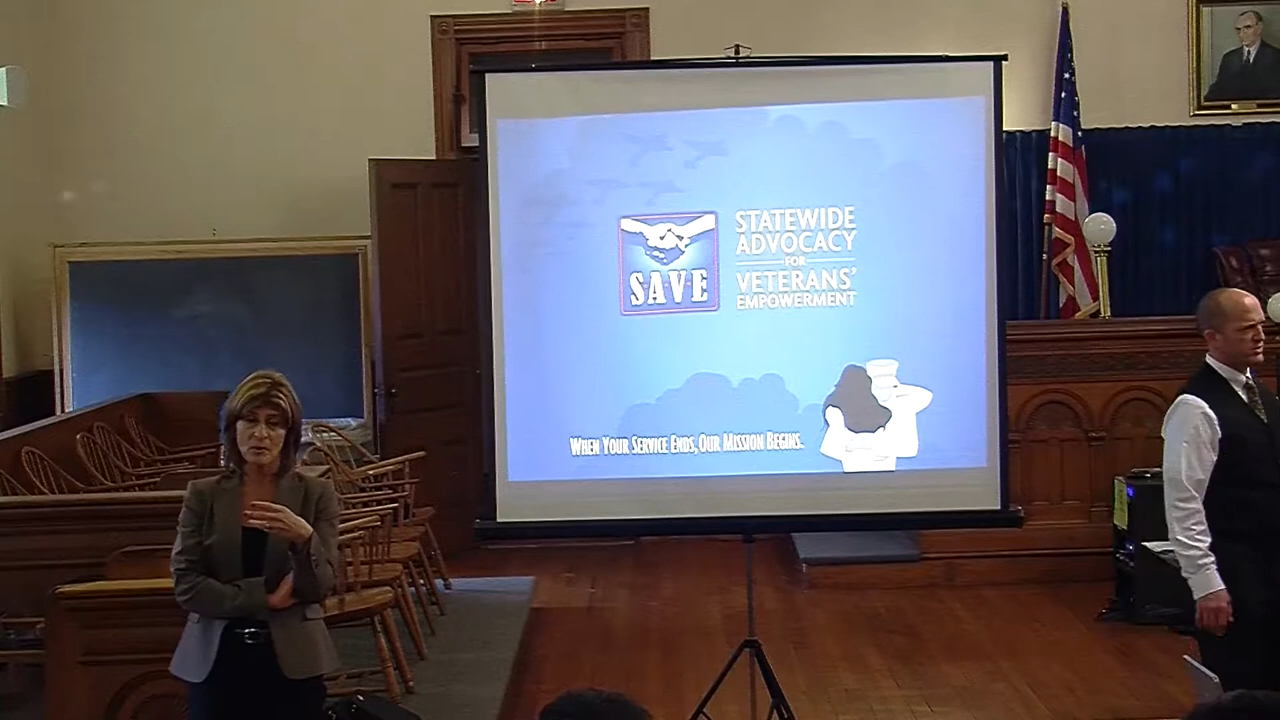 SAVE
STATEWIDE
ADVOCACY
FOR
VETERANS'
EMPOWERMENT
WHEN YOUR SERVICE ENDS, OUR MISSION BEGINS.